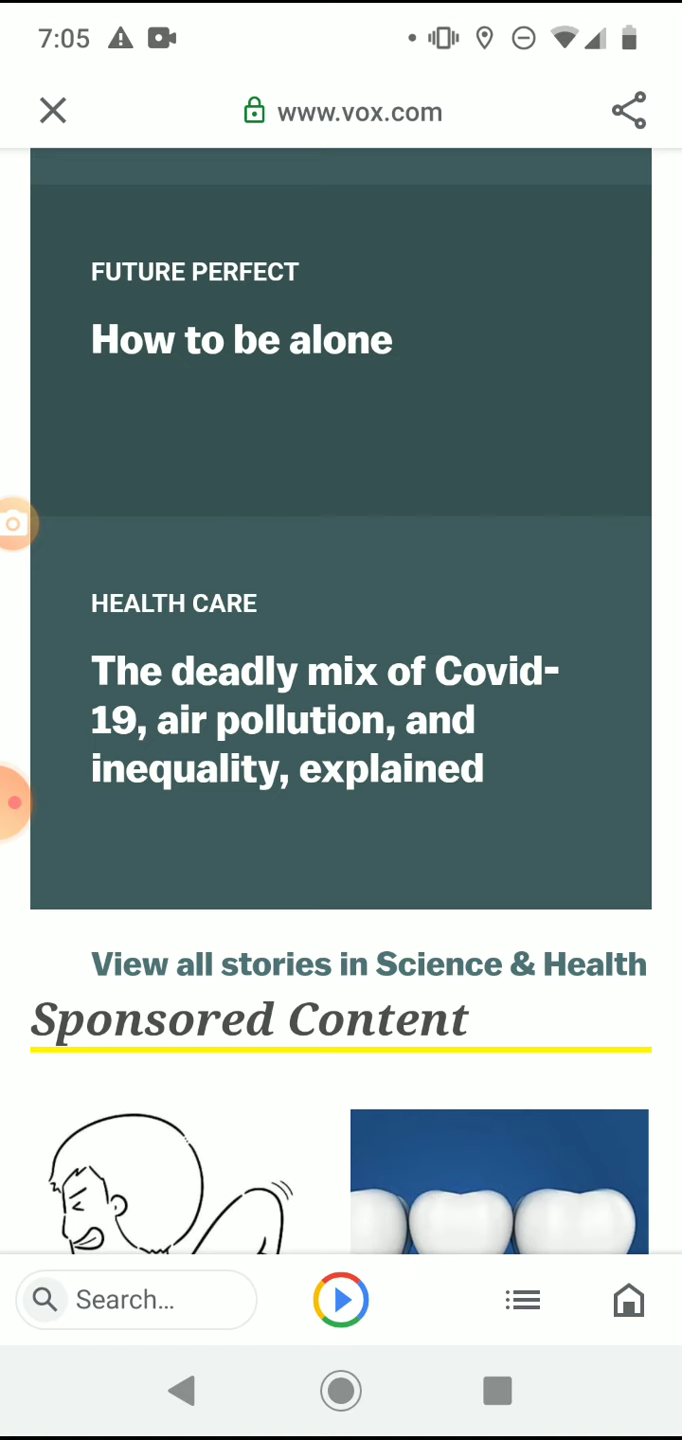 7:05
www.vox.com
FUTURE PERFECT
How to be alone
HEALTH CARE
The deadly mix of Covid-
19, air pollution, and
inequality, explained
View all stories in Science & Health
Sponsored Content
Search...